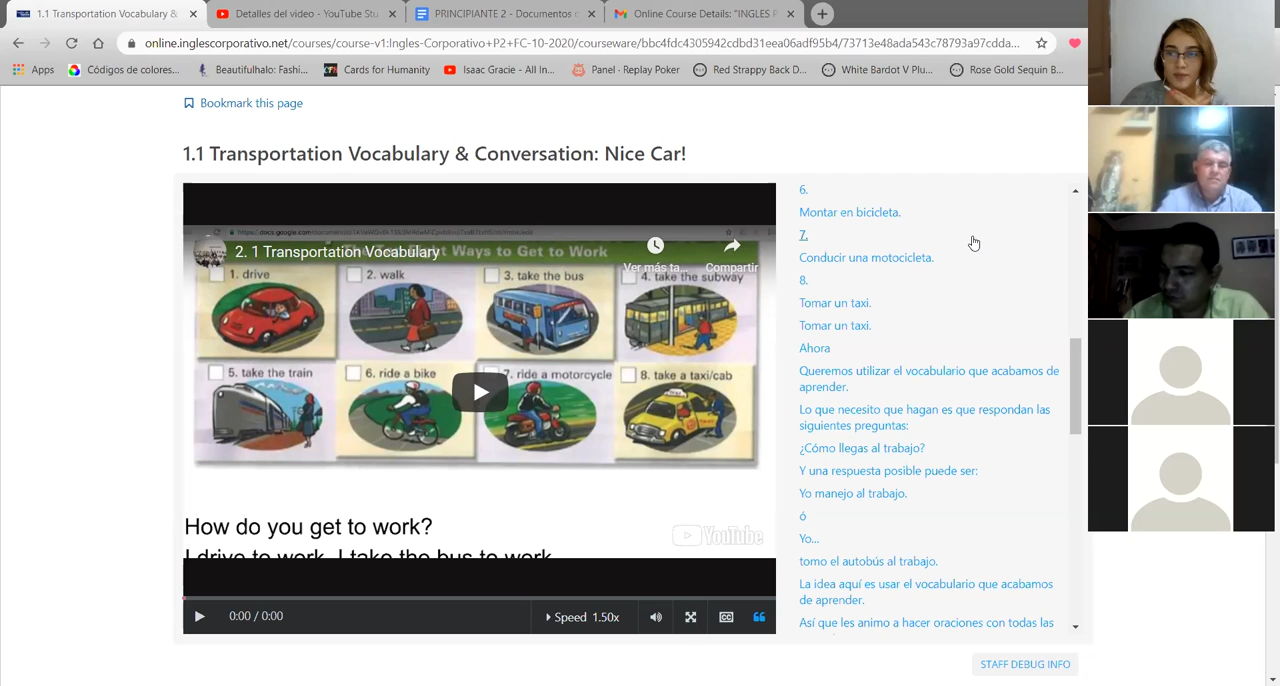 1.1 Transportation Vocabulary &
Detalles del video - YouTube Stu
PRINCIPIANTE 2 - Documentos
Online Course Details: "INGLES P
online.inglescorporativo.net/courses/course-v1:Ingles-Corporativo+P2+FC-10-2020/courseware/bbc4fdc4305942cdbd31eea06adf95b4/73713e48ada543c78793a97cdda...
Apps
Códigos de colores...
Beautifulhalo: Fashi...
Cards for Humanity
Isaac Gracie - All In...
Panel · Replay Poker
Red Strappy Back D...
White Bardot V Plu...
Rose Gold Sequin B...
Bookmark this page
1.1 Transportation Vocabulary & Conversation: Nice Car!
2. 1 Transportation Vocabulary
Ways to Get to Work
Ver más ta...
Compartir
1. drive
2. walk
3. take the bus
4. take the subway
5. take the train
6. ride a bike
7. ride a motorcycle
8. take a taxi/cab
How do you get to work?
I drive to work. I take the bus to work
YouTube
0:00 / 0:00
Speed 1.50x
6.
Montar en bicicleta.
7.
Conducir una motocicleta.
8.
Tomar un taxi.
Tomar un taxi.
Ahora
Queremos utilizar el vocabulario que acabamos de
aprender.
Lo que necesito que hagan es que respondan las
siguientes preguntas:
¿Cómo llegas al trabajo?
Y una respuesta posible puede ser:
Yo manejo al trabajo.
ó
Yo...
tomo el autobús al trabajo.
La idea aquí es usar el vocabulario que acabamos
de aprender.
Así que les animo a hacer oraciones con todas las
STAFF DEBUG INFO